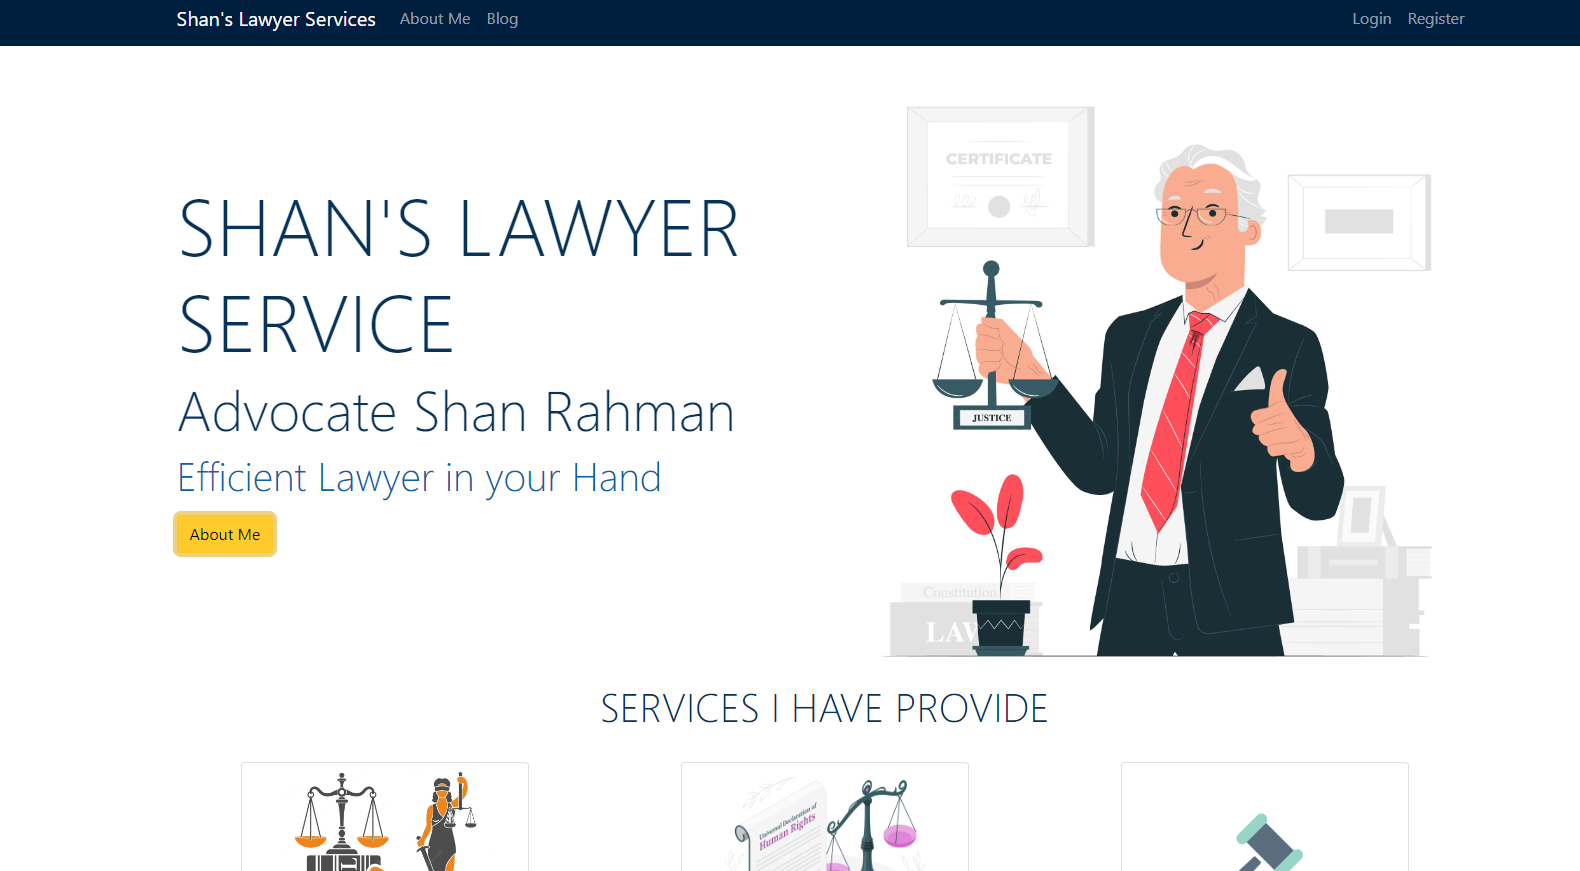 Shan's Lawyer Services About Me Blog Login Register
CERTIFICATE
SHAN'S LAWYER
SERVICE
Advocate Shan Rahman
Efficient Lawyer in your Hand
About Me
JUSTICE
Constitution
LAW
SERVICES I HAVE PROVIDE
Universal Declaration of
Human Rights